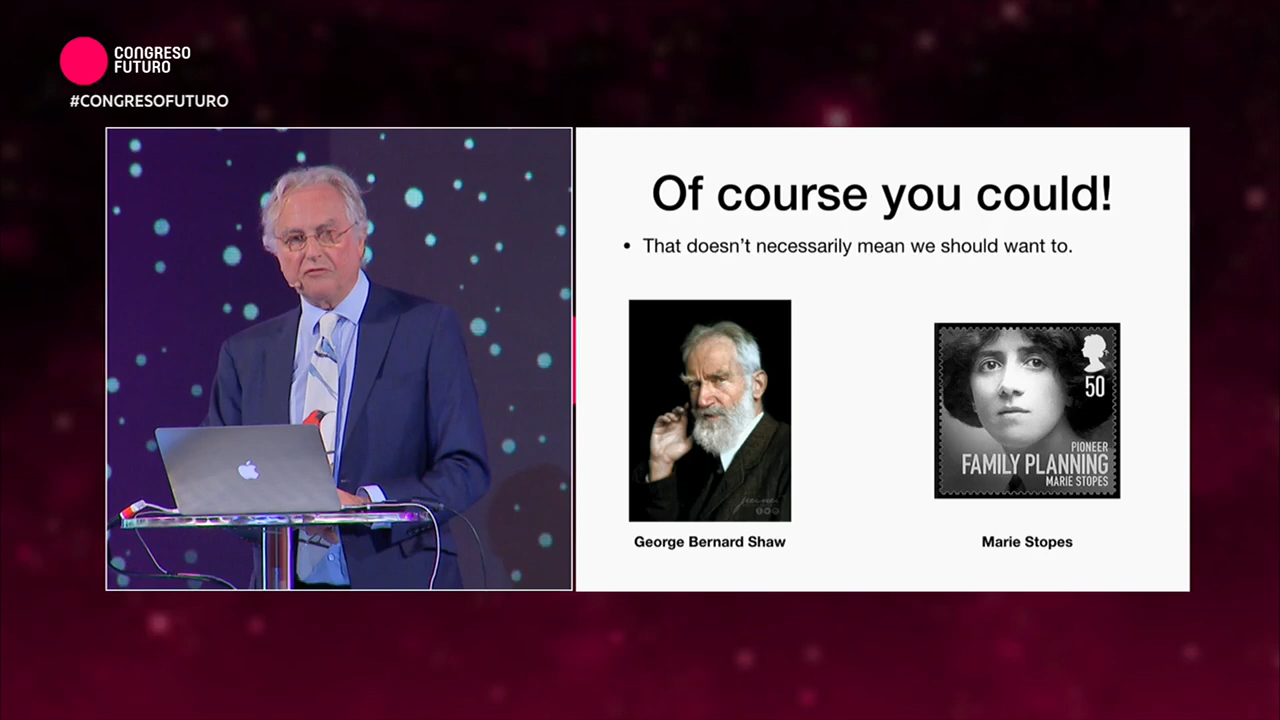 CONGRESO
FUTURO
#CONGRESOFUTURO
Of course you could!
• That doesn’t necessarily mean we should want to.
50
PIONEER
FAMILY PLANNING
MARIE STOPES
George Bernard Shaw
Marie Stopes